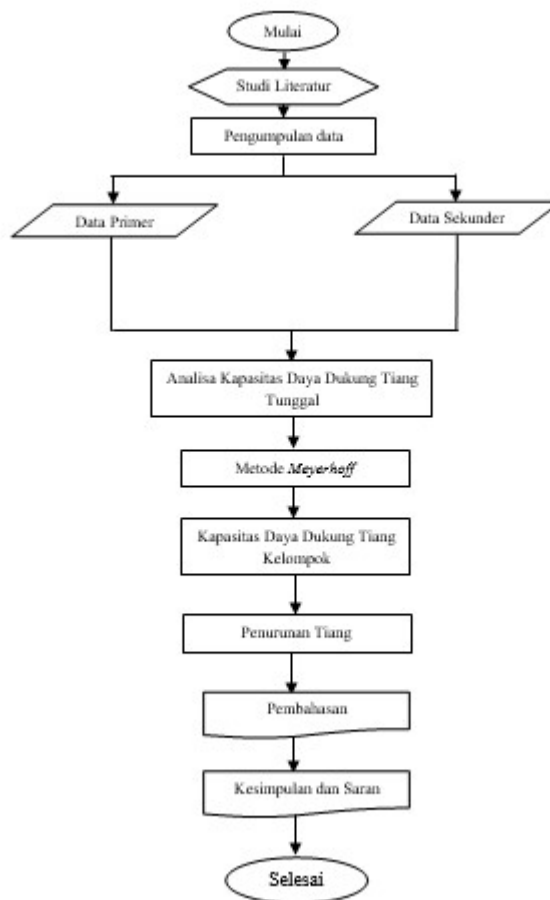 Mulai
Studi Literatur
Pengumpulan data
Data Primer
Data Sekunder
Analisa Kapasitas Daya Dukung Tiang
Tunggal
Metode Mayerhoff
Kapasitas Daya Dukung Tiang
Kelompok
Penurunan Tiang
Pembahasan
Kesimpulan dan Saran
Selesai